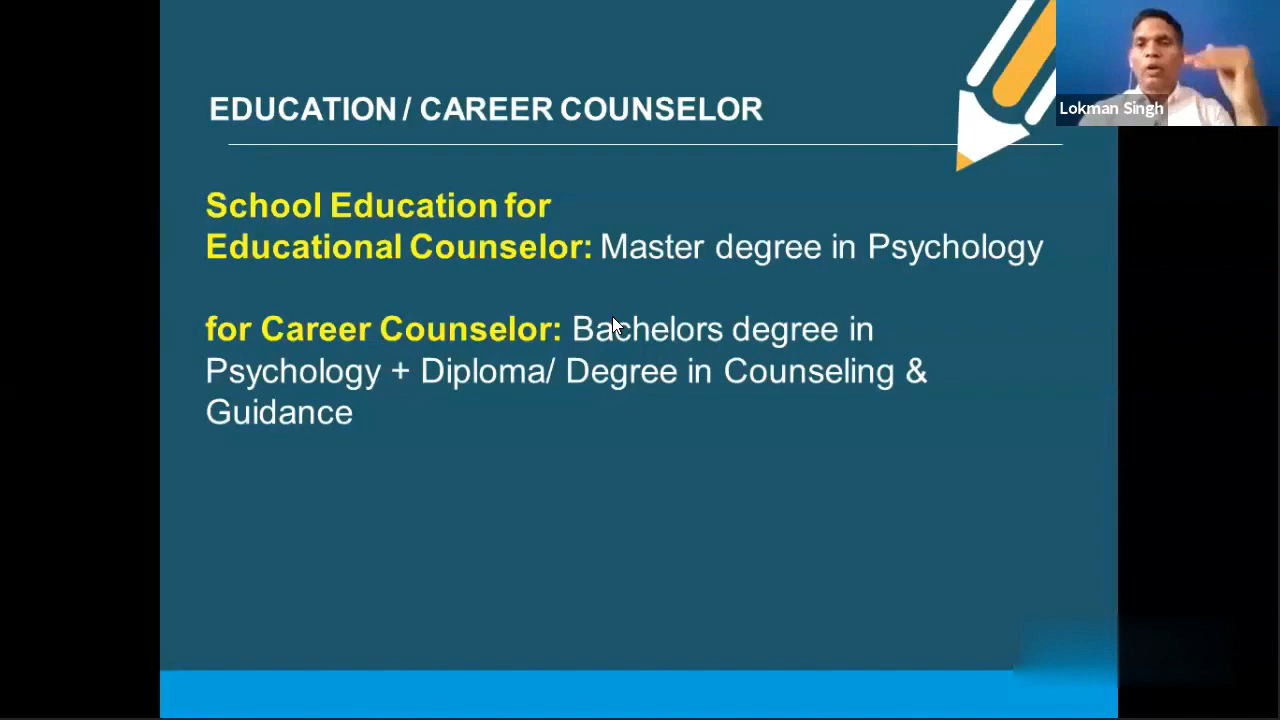 EDUCATION / CAREER COUNSELOR
Lokman Singh
School Education for
Educational Counselor: Master degree in Psychology
for Career Counselor: Bachelors degree in
Psychology + Diploma/ Degree in Counseling &
Guidance